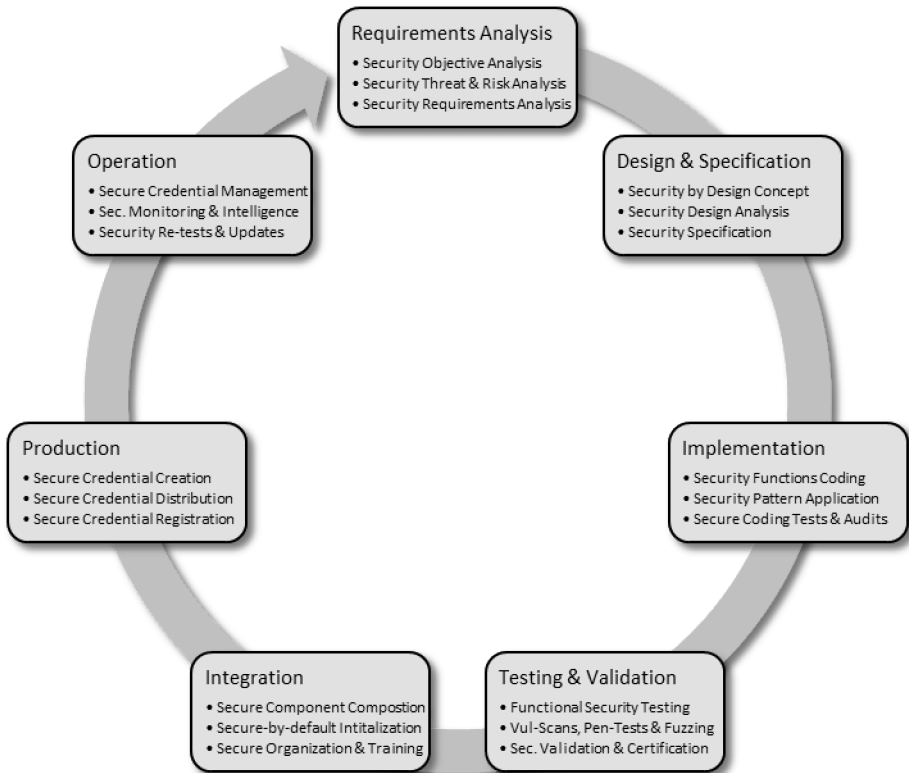 Requirements Analysis
• Security Objective Analysis
• Security Threat & Risk Analysis
• Security Requirements Analysis
Design & Specification
• Security by Design Concept
• Security Design Analysis
• Security Specification
Implementation
• Security Functions Coding
• Security Pattern Application
• Secure Coding Tests & Audits
Testing & Validation
• Functional Security Testing
• Vul-Scans, Pen-Tests & Fuzzing
• Sec. Validation & Certification
Integration
• Secure Component Compostion
• Secure-by-default Intitalization
• Secure Organization & Training
Production
• Secure Credential Creation
• Secure Credential Distribution
• Secure Credential Registration
Operation
• Secure Credential Management
• Sec. Monitoring & Intelligence
• Security Re-tests & Updates